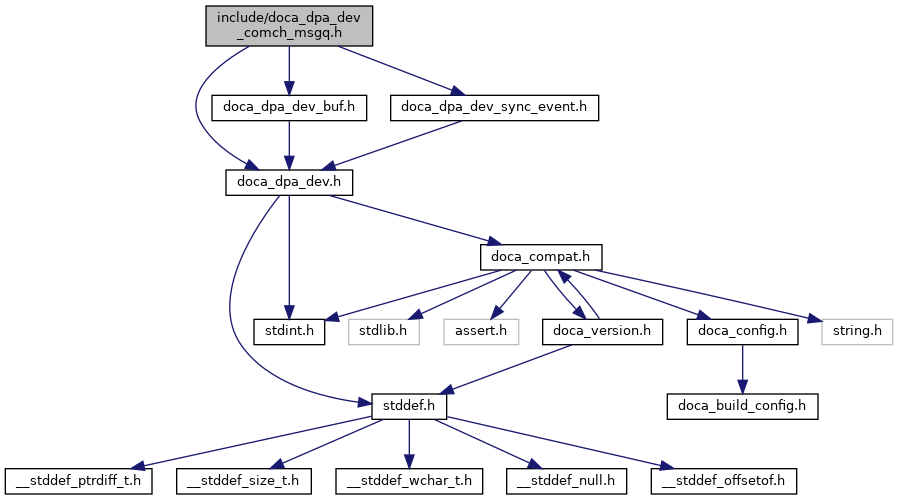 include/doca_dpa_dev
_comch_msgq.h
doca_dpa_dev_buf.h
doca_dpa_dev_sync_event.h
doca_dpa_dev.h
doca_compat.h
stdint.h
stdlib.h
assert.h
doca_version.h
doca_config.h
string.h
stddef.h
doca_build_config.h
__stddef_ptrdiff_t.h
__stddef_size_t.h
__stddef_wchar_t.h
__stddef_null.h
__stddef_offsetof.h